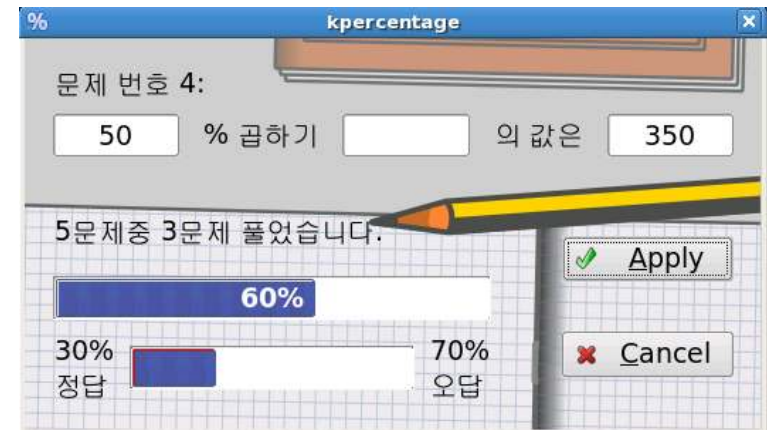 % kpercentage
문제 번호 4:
50 % 곱하기 의 값은 350
5문제중 3문제 풀었습니다.
Apply
60%
30% 70%
정답 오답
Cancel